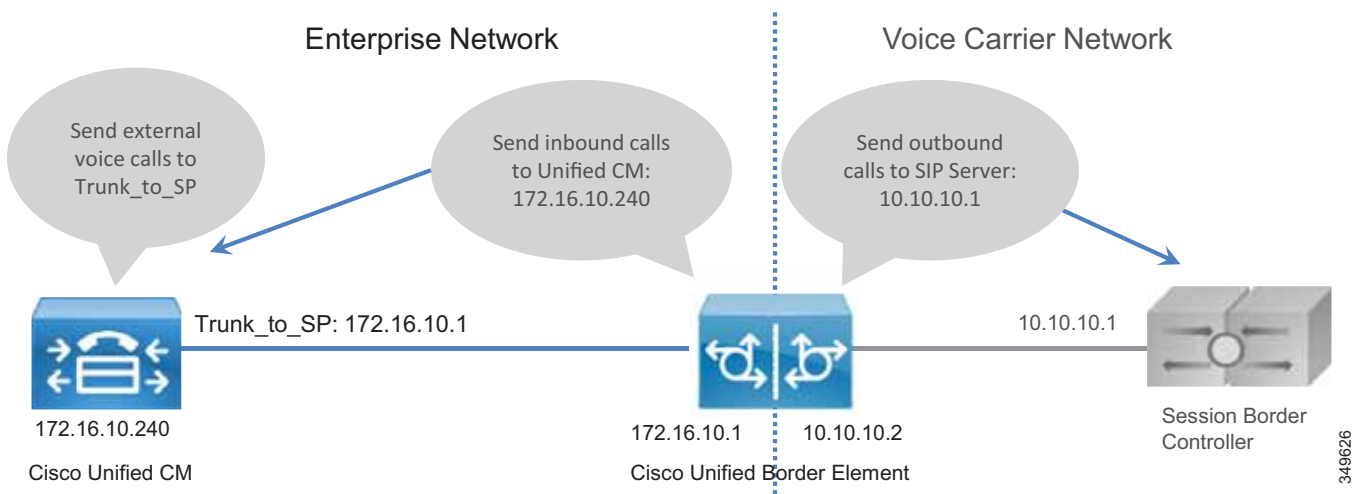 Enterprise Network
Voice Carrier Network
Send external
voice calls to
Trunk_to_SP
Send inbound calls
to Unified CM:
172.16.10.240
Send outbound
calls to SIP Server:
10.10.10.1
Trunk_to_SP: 172.16.10.1
10.10.10.1
172.16.10.240
Cisco Unified CM
172.16.10.1
10.10.10.2
Cisco Unified Border Element
Session Border
Controller
349626